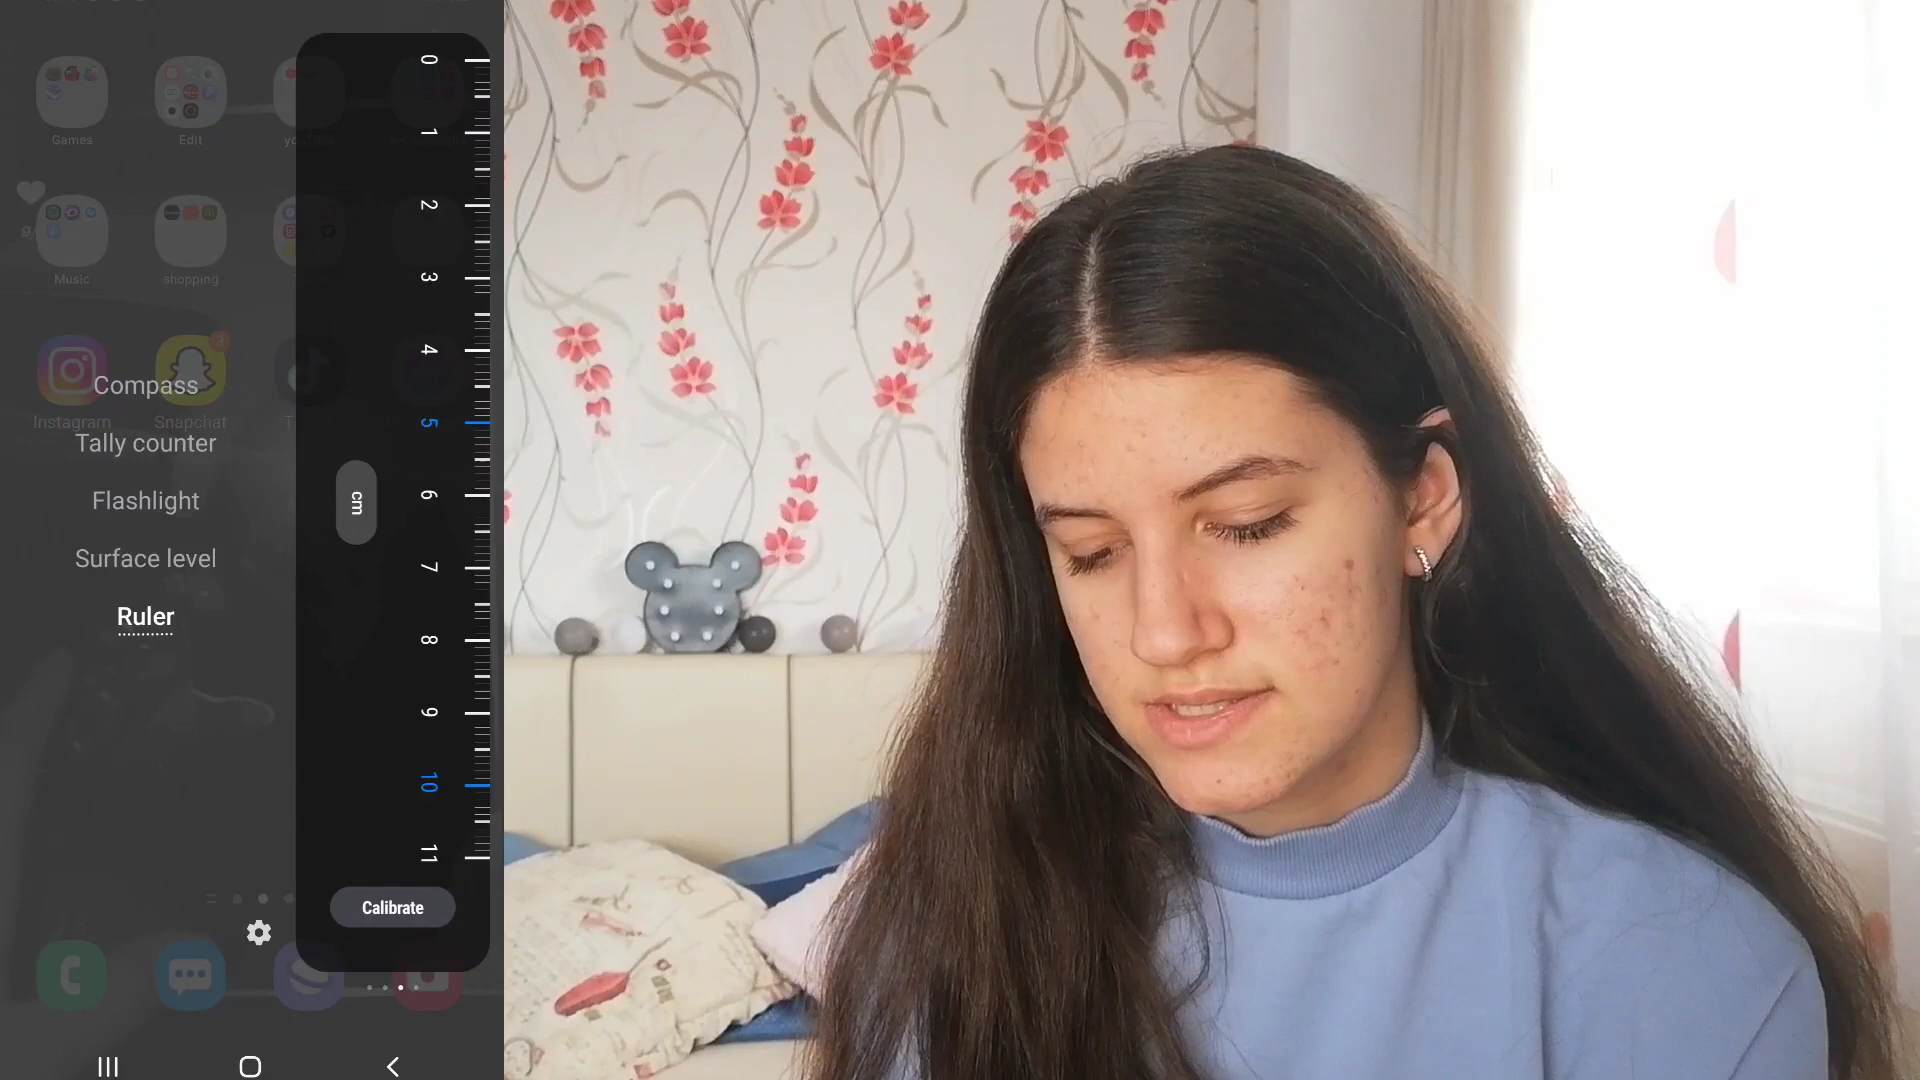 Games
Edit
Music
shopping
Compass
Instagram
Snapchat
Tally counter
Flashlight
Surface level
Ruler
0
1
2
3
4
5
6
7
8
9
10
11
cm
Calibrate